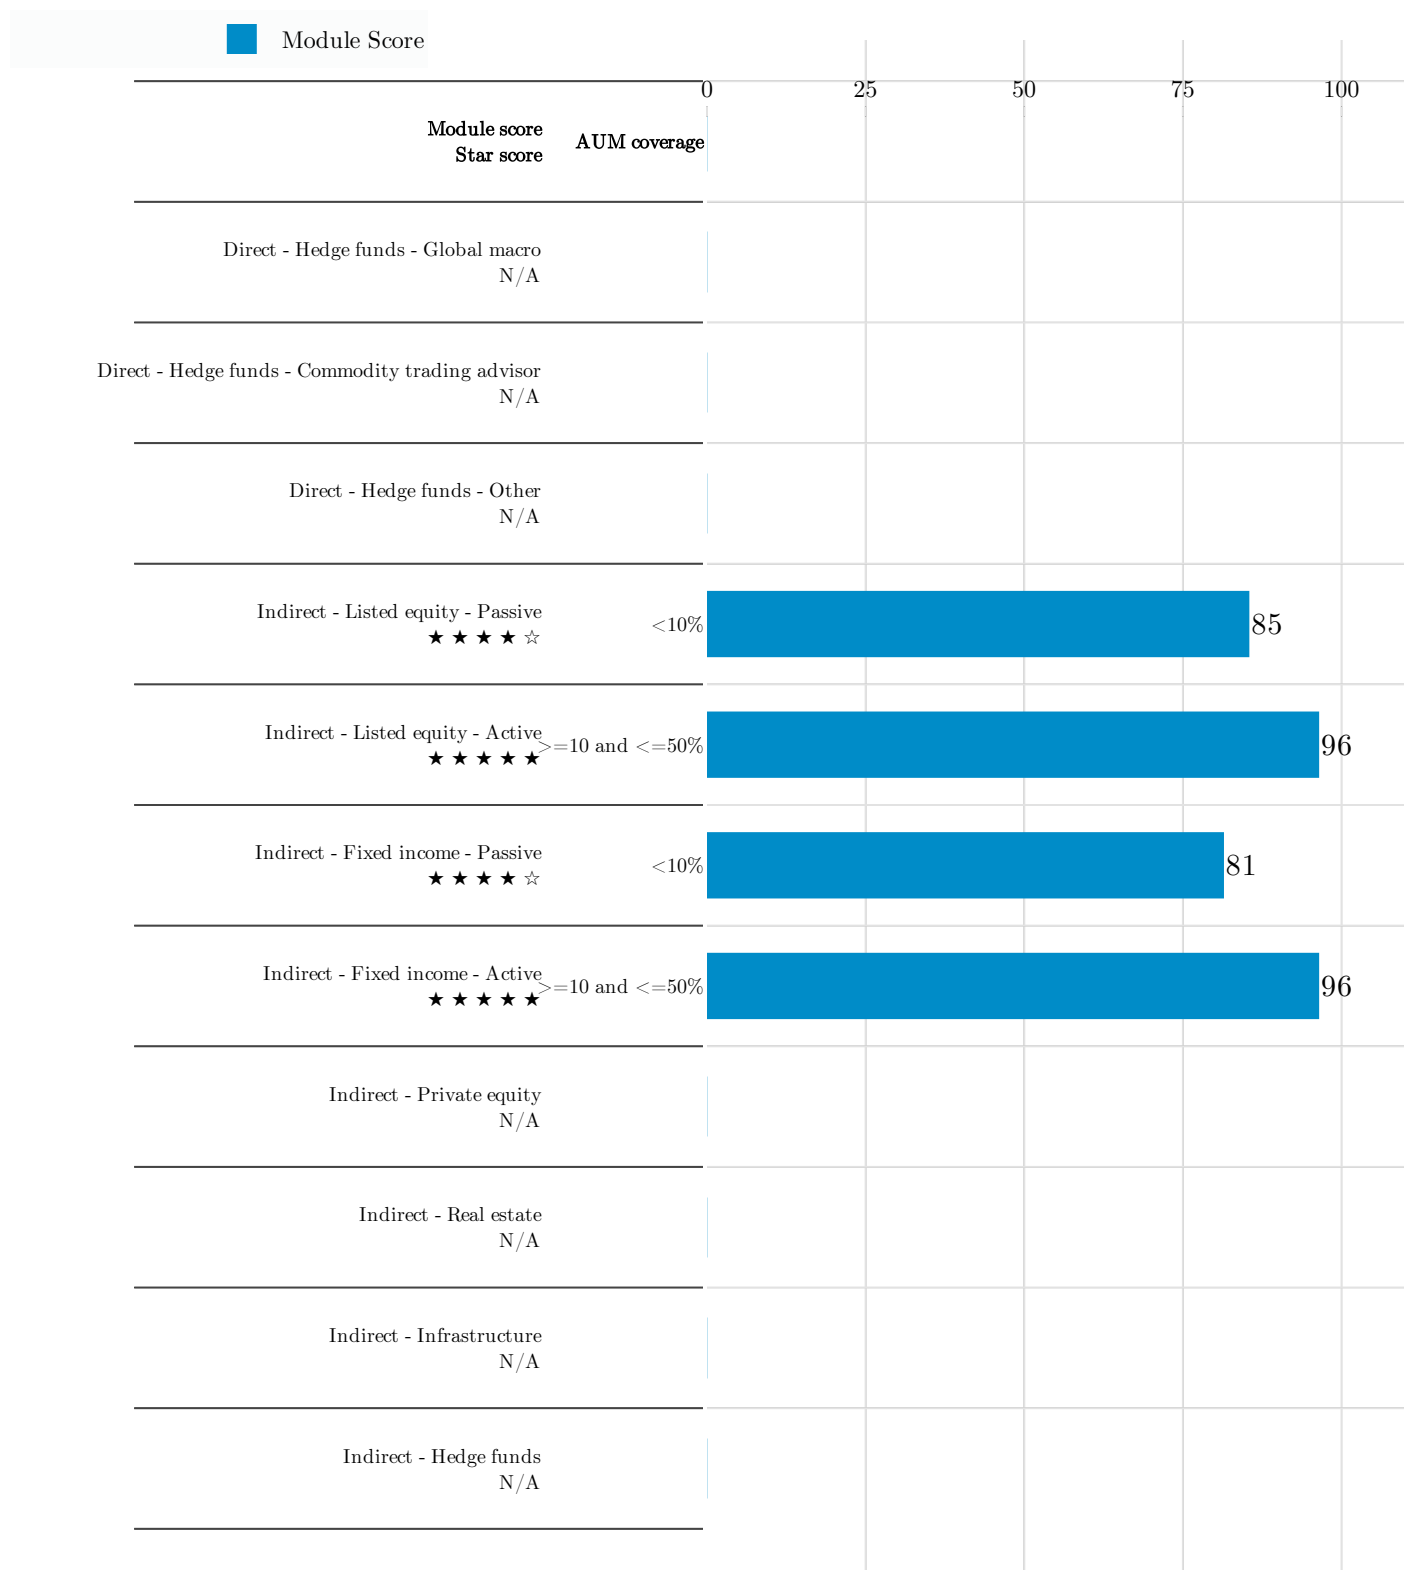 Module Score
0 25 50 75 100
Module score
Star score
AUM coverage
Direct - Hedge funds - Global macro
N/A
Direct - Hedge funds - Commodity trading advisor
N/A
Direct - Hedge funds - Other
N/A
Indirect - Listed equity - Passive
★ ★ ★ ★ ☆
<10%
85
Indirect - Listed equity - Active
★ ★ ★ ★ ★
>=10 and <=50%
96
Indirect - Fixed income - Passive
★ ★ ★ ★ ☆
<10%
81
Indirect - Fixed income - Active
★ ★ ★ ★ ★
>=10 and <=50%
96
Indirect - Private equity
N/A
Indirect - Real estate
N/A
Indirect - Infrastructure
N/A
Indirect - Hedge funds
N/A